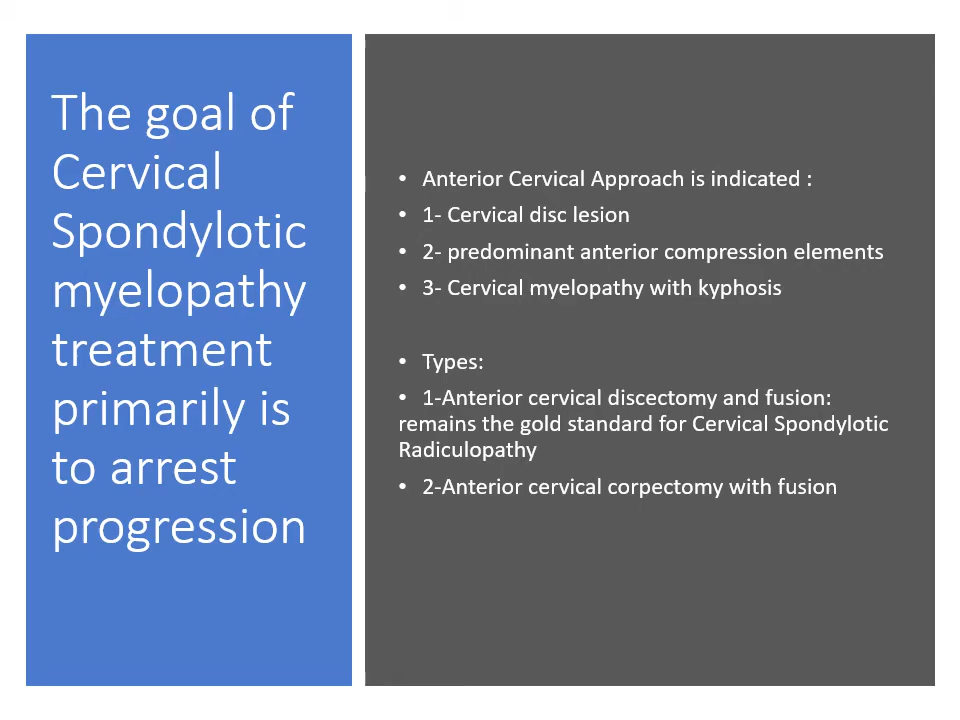 The goal of
Cervical
Spondylotic
myelopathy
treatment
primarily is
to arrest
progression
• Anterior Cervical Approach is indicated :
• 1- Cervical disc lesion
• 2- predominant anterior compression elements
• 3- Cervical myelopathy with kyphosis
• Types:
• 1-Anterior cervical discectomy and fusion:
remains the gold standard for Cervical Spondylotic
Radiculopathy
• 2-Anterior cervical corpectomy with fusion